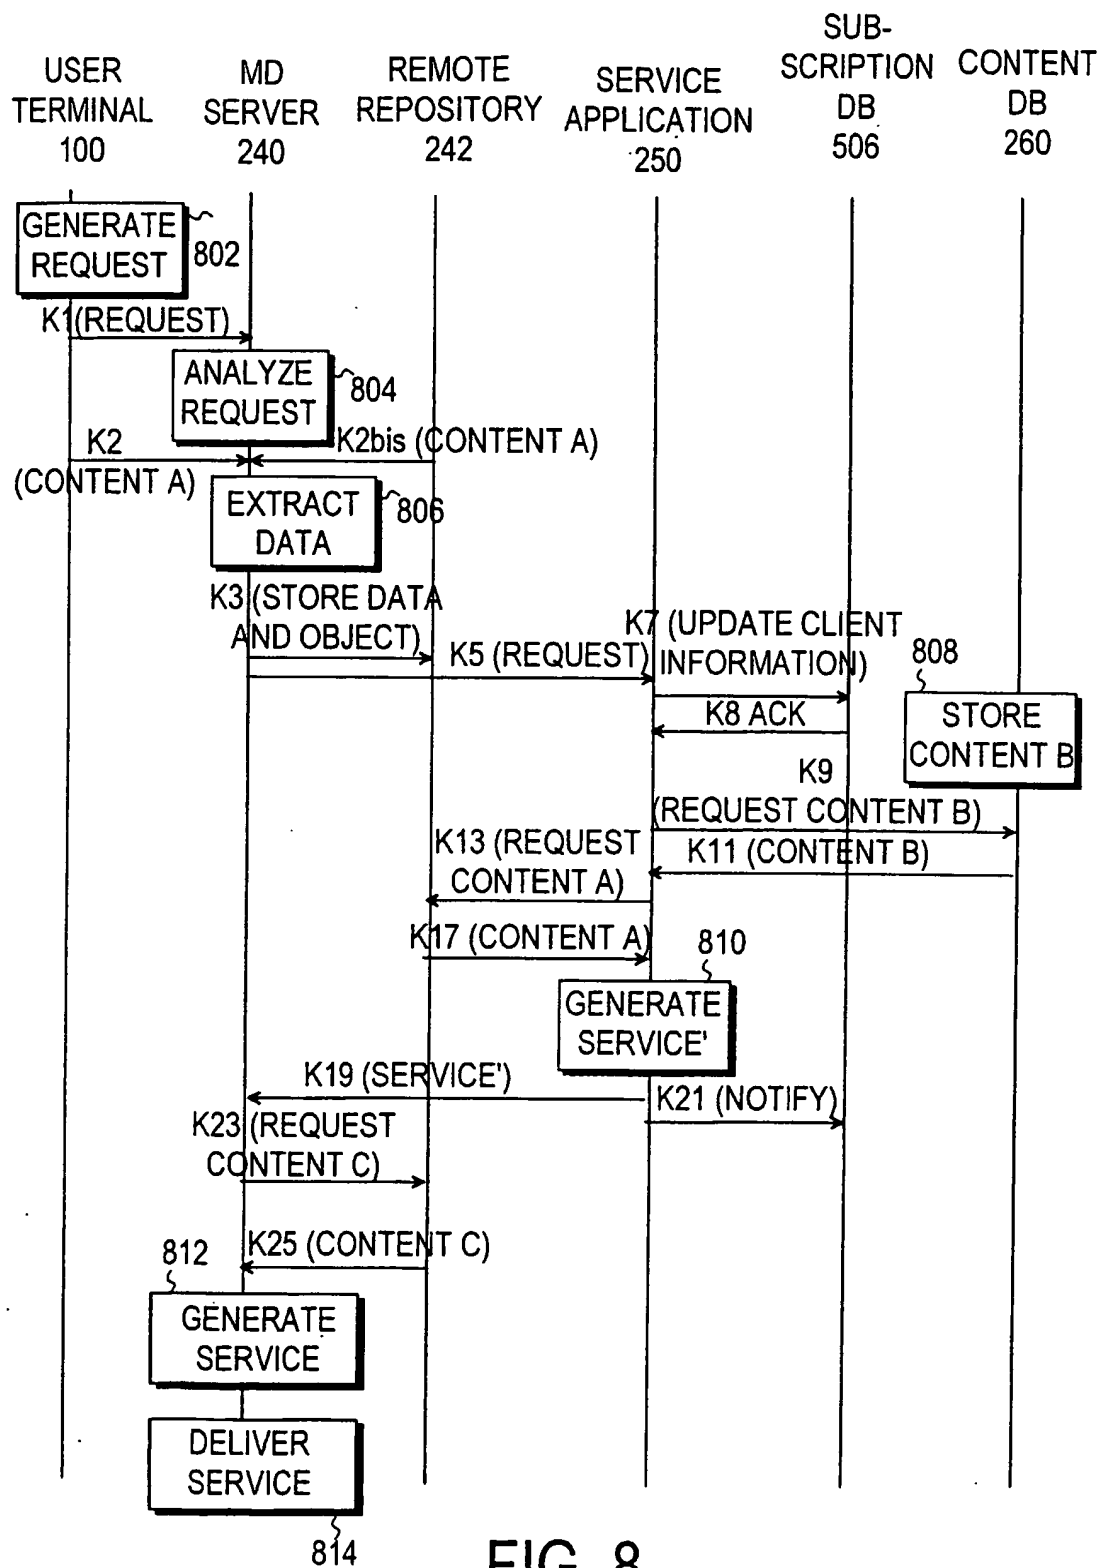 USER
TERMINAL
100
MD
SERVER
240
REMOTE
REPOSITORY
242
SERVICE
APPLICATION
250
SUB-
SCRIPTION
DB
506
CONTENT
DB
260
GENERATE
REQUEST
802
K1(REQUEST)
ANALYZE
REQUEST
804
K2
(CONTENT A)
K2bis (CONTENT A)
EXTRACT
DATA
806
K3 (STORE DATA
AND OBJECT)
K5 (REQUEST)
K7 (UPDATE CLIENT
INFORMATION)
808
K8 ACK
STORE
CONTENT B
K9
(REQUEST CONTENT B)
K11 (CONTENT B)
K13 (REQUEST
CONTENT A)
K17 (CONTENT A)
810
GENERATE
SERVICE'
K19 (SERVICE')
K21 (NOTIFY)
K23 (REQUEST
CONTENT C)
K25 (CONTENT C)
812
GENERATE
SERVICE
DELIVER
SERVICE
814
FIG. 8